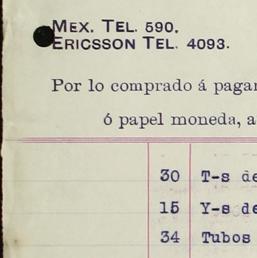 MEX. TEL. 590.
ERICSSON TEL. 4093.
Por lo comprado á pagar
ó papel moneda, a
30 T-s de
15 Y-s de
34 Tubos